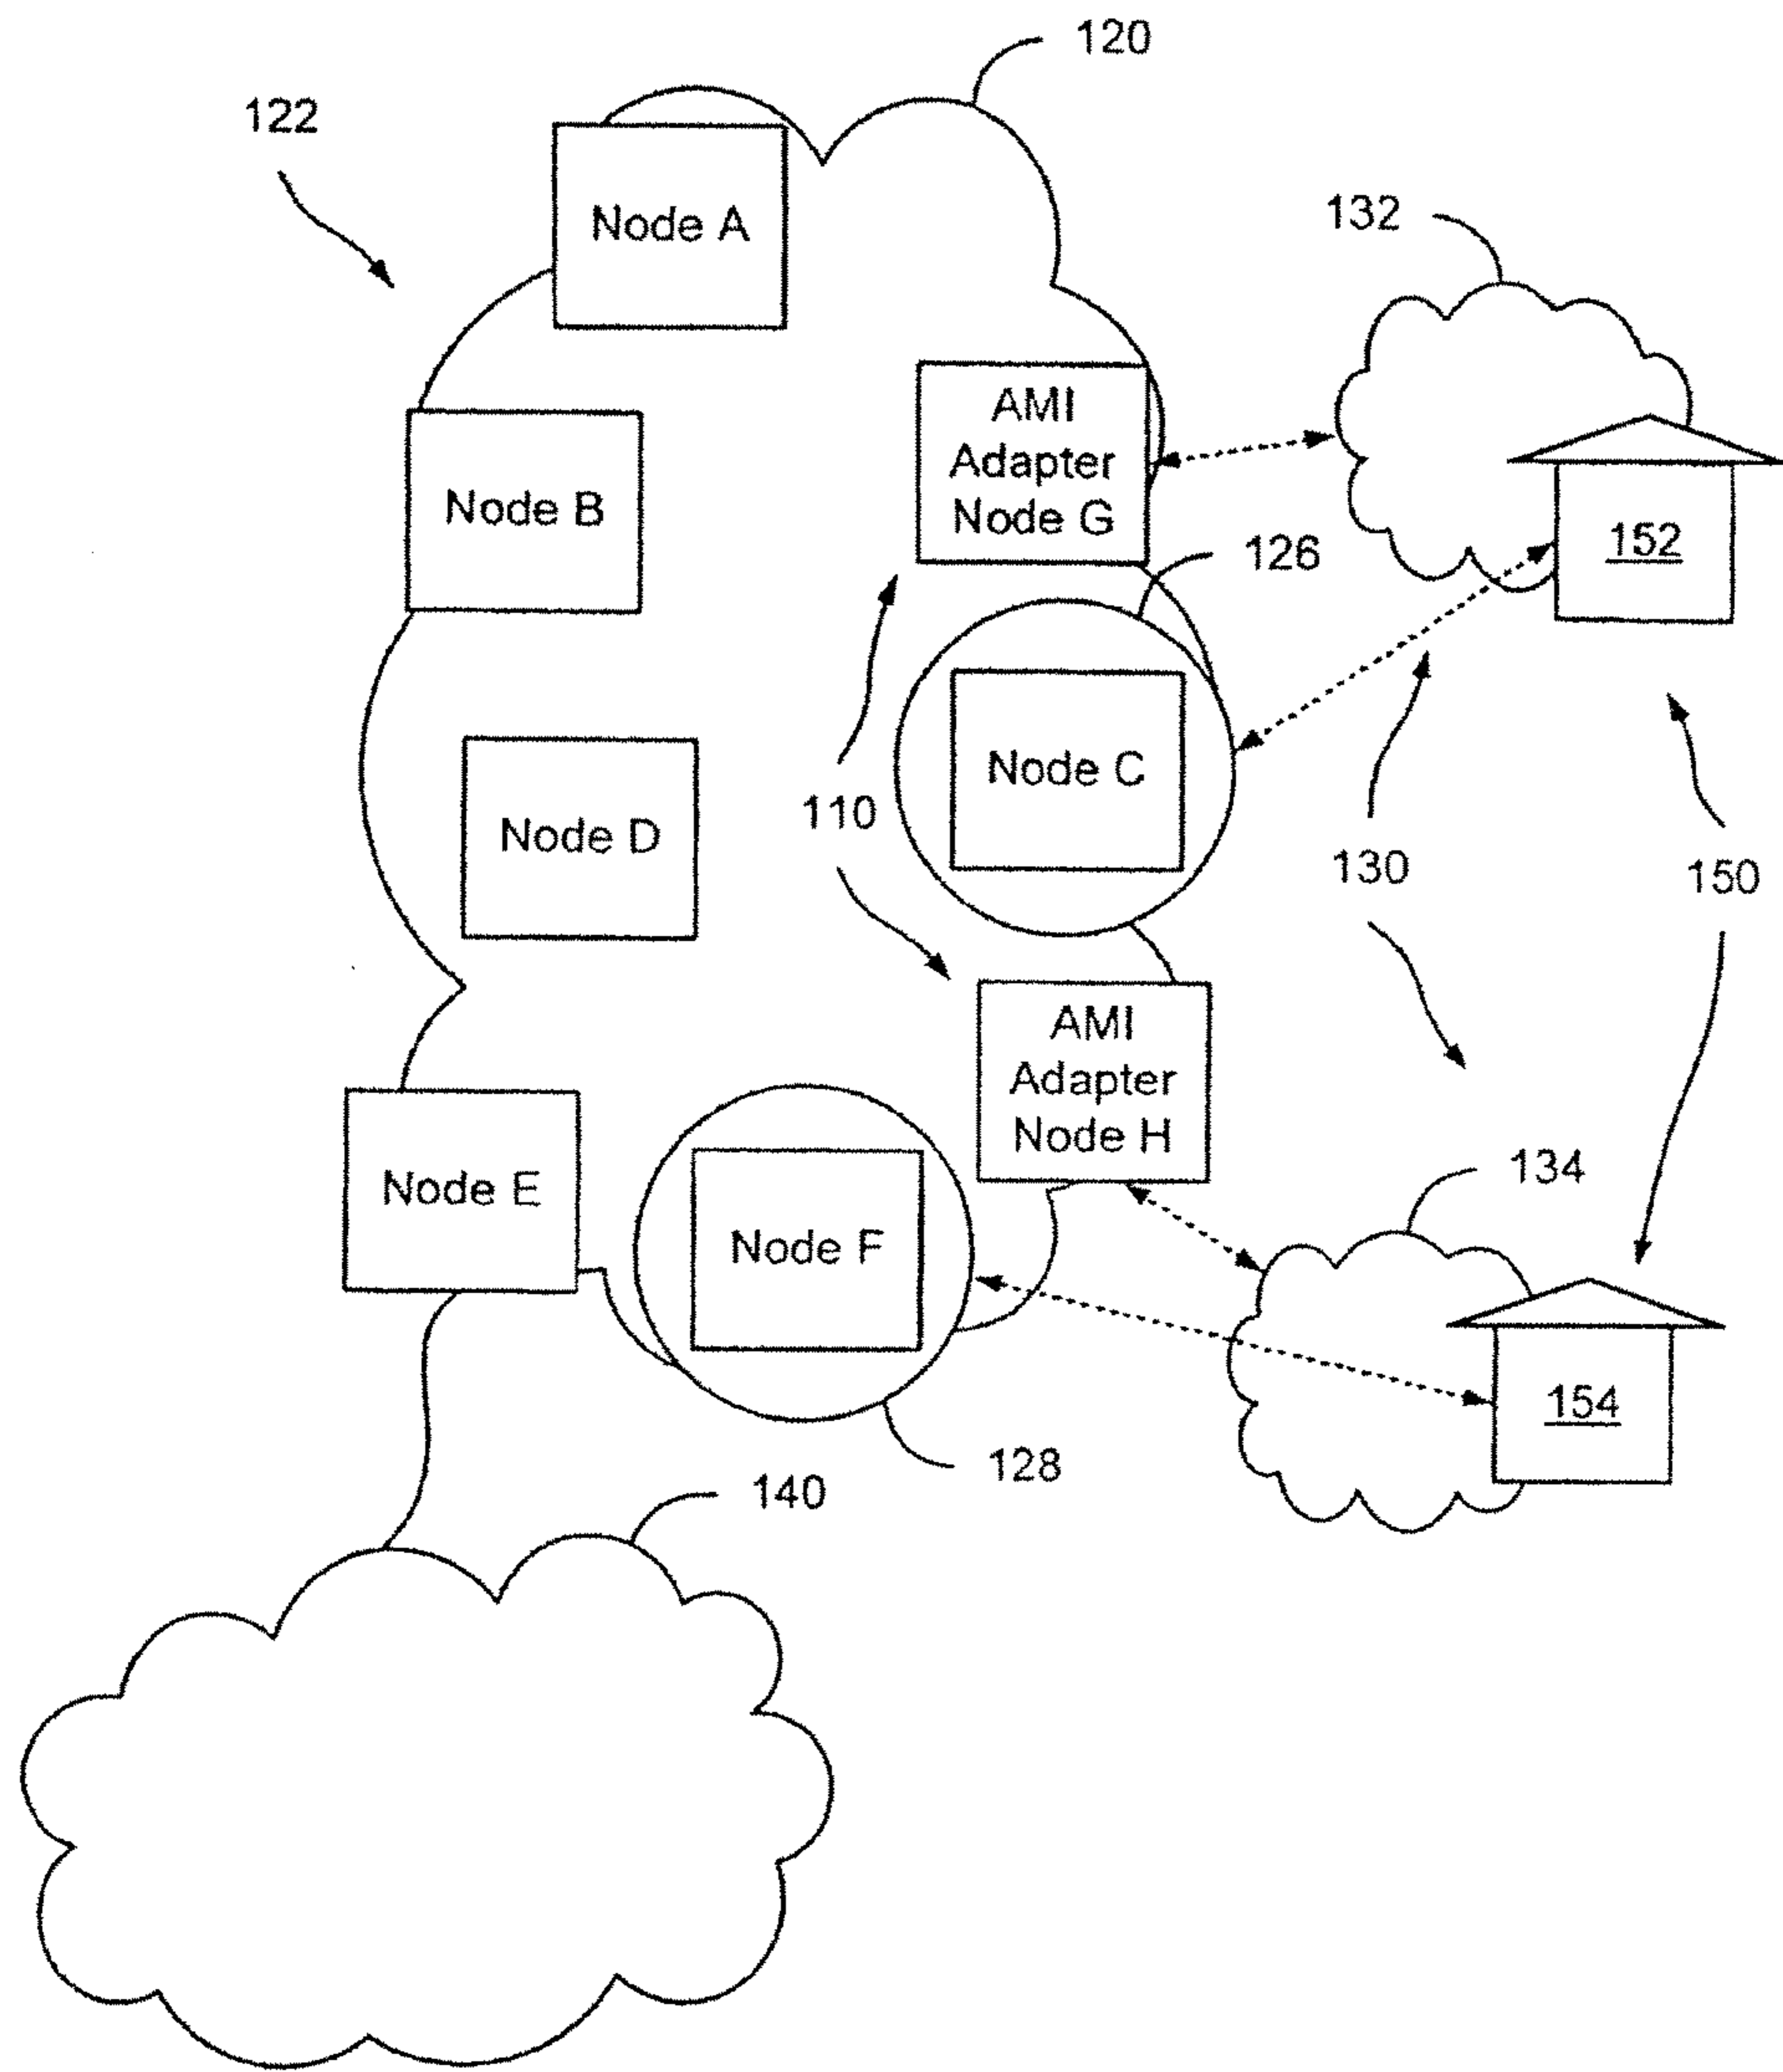 120
122
Node A
132
AMI
Adapter
Node G
Node B
152
126
Node C
110
Node D
130
150
AMI
Adapter
Node H
134
Node E
Node F
154
128
140